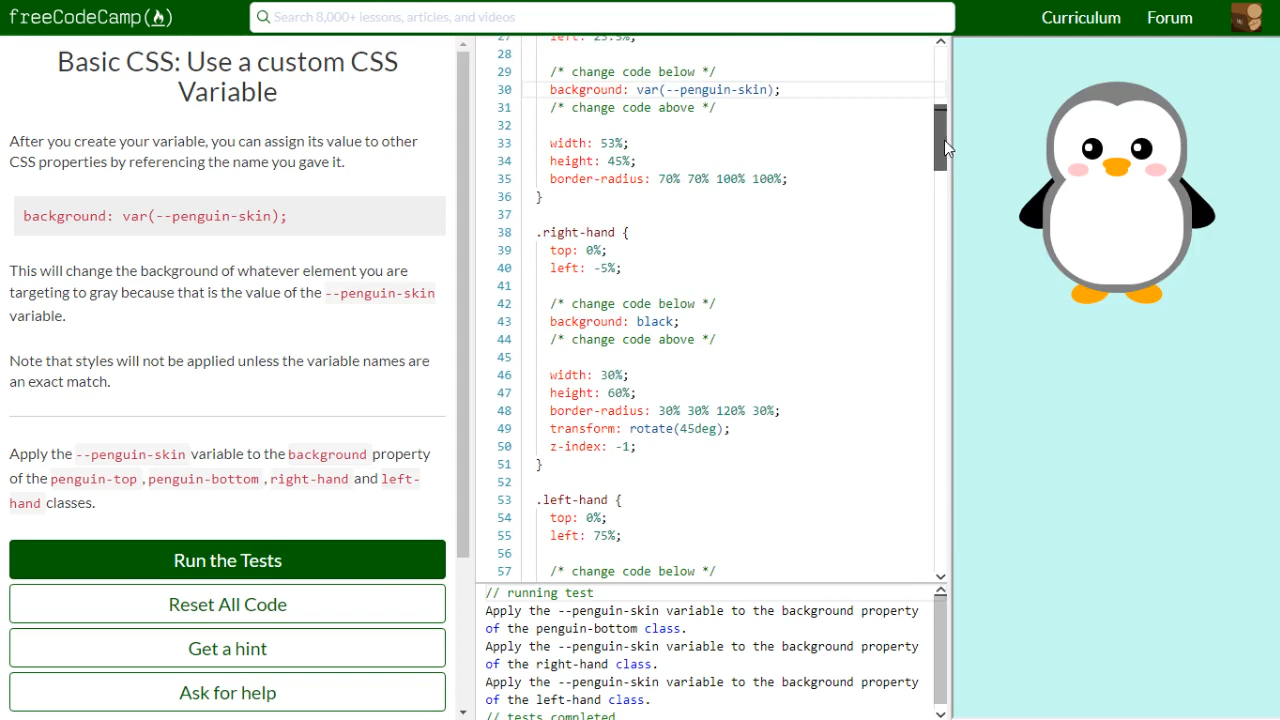 freeCodeCamp
Search 8,000+ lessons, articles, and videos
Curriculum
Forum
Basic CSS: Use a custom CSS
Variable
After you create your variable, you can assign its value to other
CSS properties by referencing the name you gave it.
background: var(--penguin-skin);
This will change the background of whatever element you are
targeting to gray because that is the value of the --penguin-skin
variable.
Note that styles will not be applied unless the variable names are
an exact match.
Apply the --penguin-skin variable to the background property
of the penguin-top ,penguin-bottom ,right-hand and left-
hand classes.
Run the Tests
Reset All Code
Get a hint
Ask for help
27 left: 23.5%;
28
29 /* change code below */
30 background: var(--penguin-skin);
31 /* change code above */
32
33 width: 53%;
34 height: 45%;
35 border-radius: 70% 70% 100% 100%;
36 }
37
38 .right-hand {
39 top: 0%;
40 left: -5%;
41
42 /* change code below */
43 background: black;
44 /* change code above */
45
46 width: 30%;
47 height: 60%;
48 border-radius: 30% 30% 120% 30%;
49 transform: rotate(45deg);
50 z-index: -1;
51 }
52
53 .left-hand {
54 top: 0%;
55 left: 75%;
56
57 /* change code below */
// running test
Apply the --penguin-skin variable to the background property
of the penguin-bottom class.
Apply the --penguin-skin variable to the background property
of the right-hand class.
Apply the --penguin-skin variable to the background property
of the left-hand class.
// tests completed